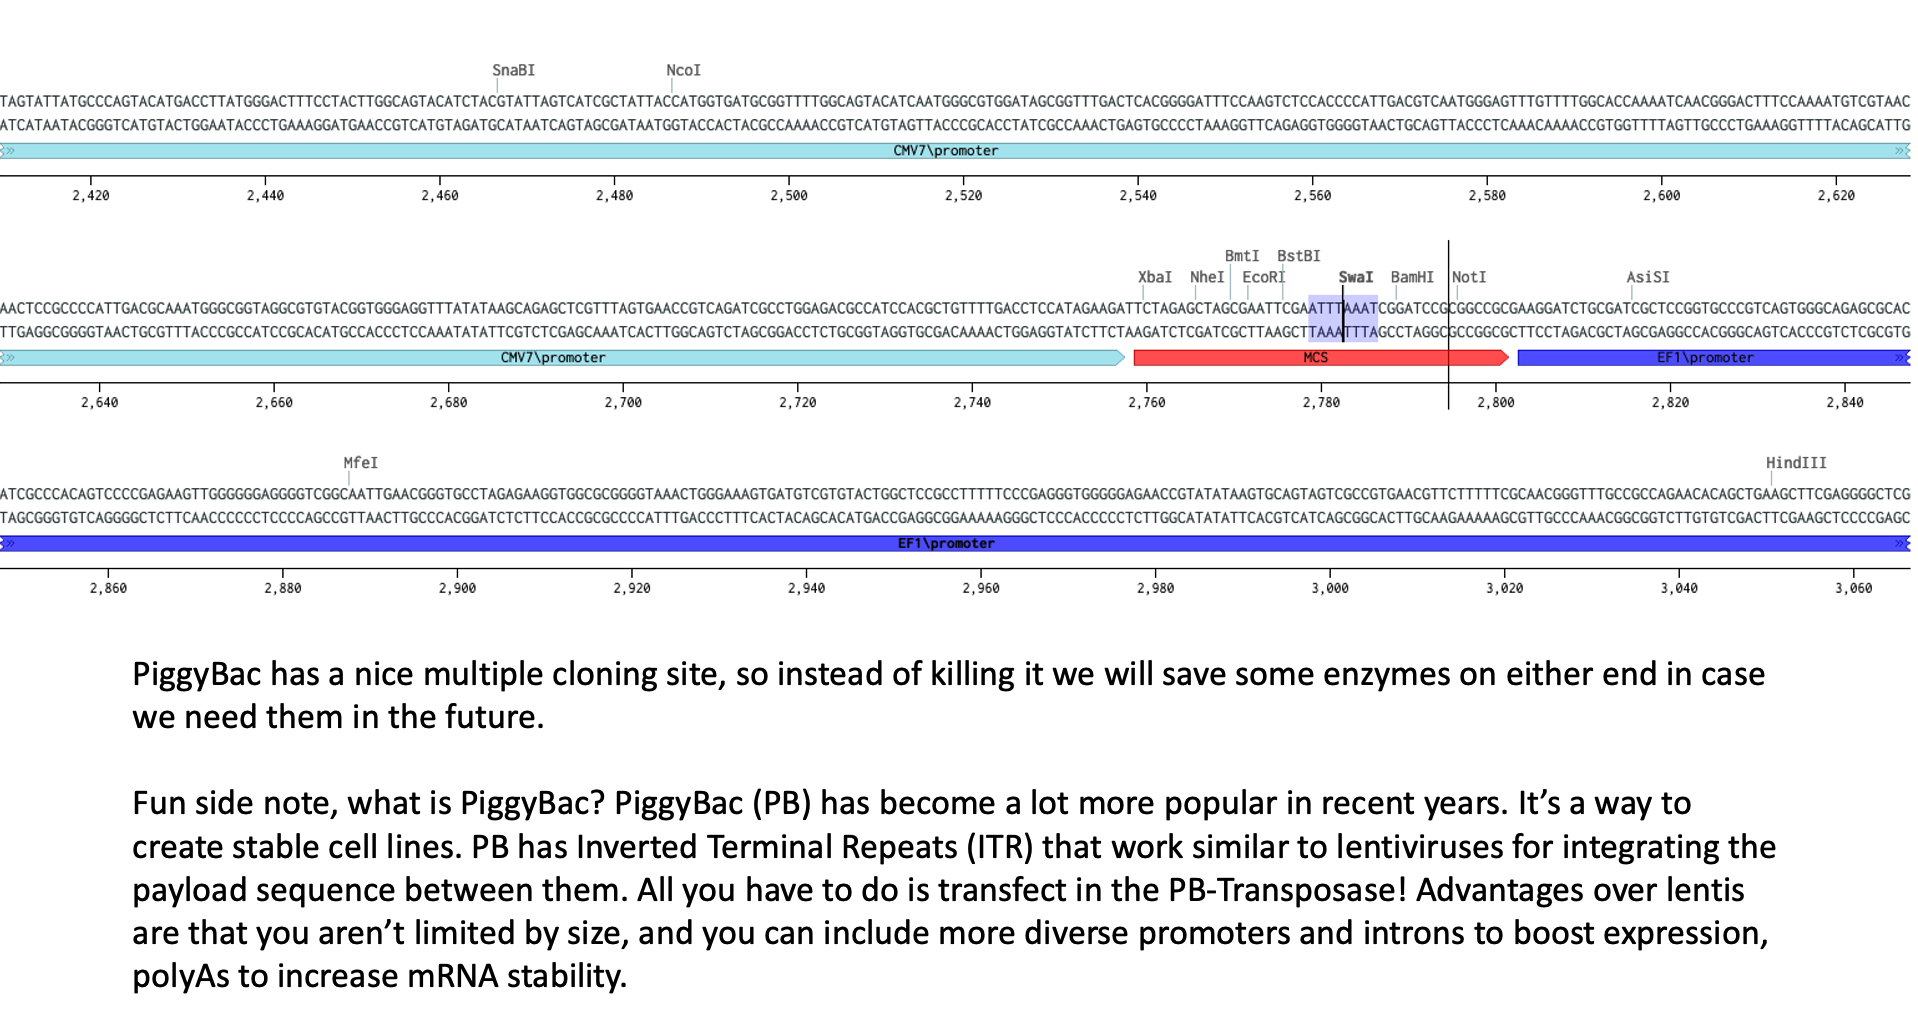 SnaBI NcoI
TAGTATTATGCCCAGTACATGACCTTATGGGACTTTCCTACTTGGCAGTACATCTACGTATTAGTCATCGCTATTACCATGGTGATGCGGTTTTGGCAGTACATCAATGGGCGTGGATAGCGGTTTGACTCACGGGGATTTCCAAGTCTCCACCCCATTGACGTCAATGGGAGTTTGTTTTGGCACCAAAATCAACGGGACTTTCCAAAATGTCGTAAC
ATCATAATACGGGTCATGTACTGGAATACCCTGAAAGGATGAACCGTCATGTAGATGCATAATCAGTAGCGATAATGGTACCACTACGCCAAAACCGTCATGTAGTTACCCGCACCTATCGCCAAACTGAGTGCCCCTAAAGGTTCAGAGGTGGGGTAACTGCAGTTACCCTCAAACAAAACCGTGGTTTTAGTTGCCCTGAAAGGTTTTACAGCATTG
CMV7\promoter
2,420 2,440 2,460 2,480 2,500 2,520 2,540 2,560 2,580 2,600 2,620
BmtI BstBI
XbaI NheI EcoRI SwaI BamHI NotI AsiSI
AACTCCGCCCCATTGACGCAAATGGGCGGTAGGCGTGTACGGTGGGAGGTTTATATAAGCAGAGCTCGTTTAGTGAACCGTCAGATCGCCTGGAGACGCCATCCACGCTGTTTTGACCTCCATAGAAGATTCTAGAGCTAGCGAATTCGAATTTAAATCGGATCCGCGGCCGCGAAGGATCTGCGATCGCTCCGGTGCCCGTCAGTGGGCAGAGCGCAC
TTGAGGCGGGGTAACTGCGTTTACCCGCCATCCGCACATGCCACCCTCCAAATATATTCGTCTCGAGCAAATCACTTGGCAGTCTAGCGGACCTCTGCGGTAGGTGCGACAAAACTGGAGGTATCTTCTAAGATCTCGATCGCTTAAGCTTAAATTTAGCCTAGGCGCCGGCGCTTCCTAGACGCTAGCGAGGCCACGGGCAGTCACCCGTCTCGCGTG
CMV7\promoter MCS EF1\promoter
2,640 2,660 2,680 2,700 2,720 2,740 2,760 2,780 2,800 2,820 2,840
MfeI HindIII
ATCGCCCACAGTCCCCGAGAAGTTGGGGGGAGGGGTCGGCAATTGAACGGGTGCCTAGAGAAGGTGGCGCGGGGTAAACTGGGAAAGTGATGTCGTGTACTGGCTCCGCCTTTTTCCCGAGGGTGGGGGAGAACCGTATATAAGTGCAGTAGTCGCCGTGAACGTTCTTTTTCGCAACGGGTTTGCCGCCAGAACACAGCTGAAGCTTCGAGGGGCTCG
TAGCGGGTGTCAGGGGCTCTTCAACCCCCCTCCCCAGCCGTTAACTTGCCCACGGATCTCTTCCACCGCGCCCCATTTGACCCTTTCACTACAGCACATGACCGAGGCGGAAAAAGGGCTCCCACCCCCTCTTGGCATATATTCACGTCATCAGCGGCACTTGCAAGAAAAAGCGTTGCCCAAACGGCGGTCTTGTGTCGACTTCGAAGCTCCCCGAGC
EF1\promoter
2,860 2,880 2,900 2,920 2,940 2,960 2,980 3,000 3,020 3,040 3,060
PiggyBac has a nice multiple cloning site, so instead of killing it we will save some enzymes on either end in case
we need them in the future.
Fun side note, what is PiggyBac? PiggyBac (PB) has become a lot more popular in recent years. It’s a way to
create stable cell lines. PB has Inverted Terminal Repeats (ITR) that work similar to lentiviruses for integrating the
payload sequence between them. All you have to do is transfect in the PB-Transposase! Advantages over lentis
are that you aren’t limited by size, and you can include more diverse promoters and introns to boost expression,
polyAs to increase mRNA stability.